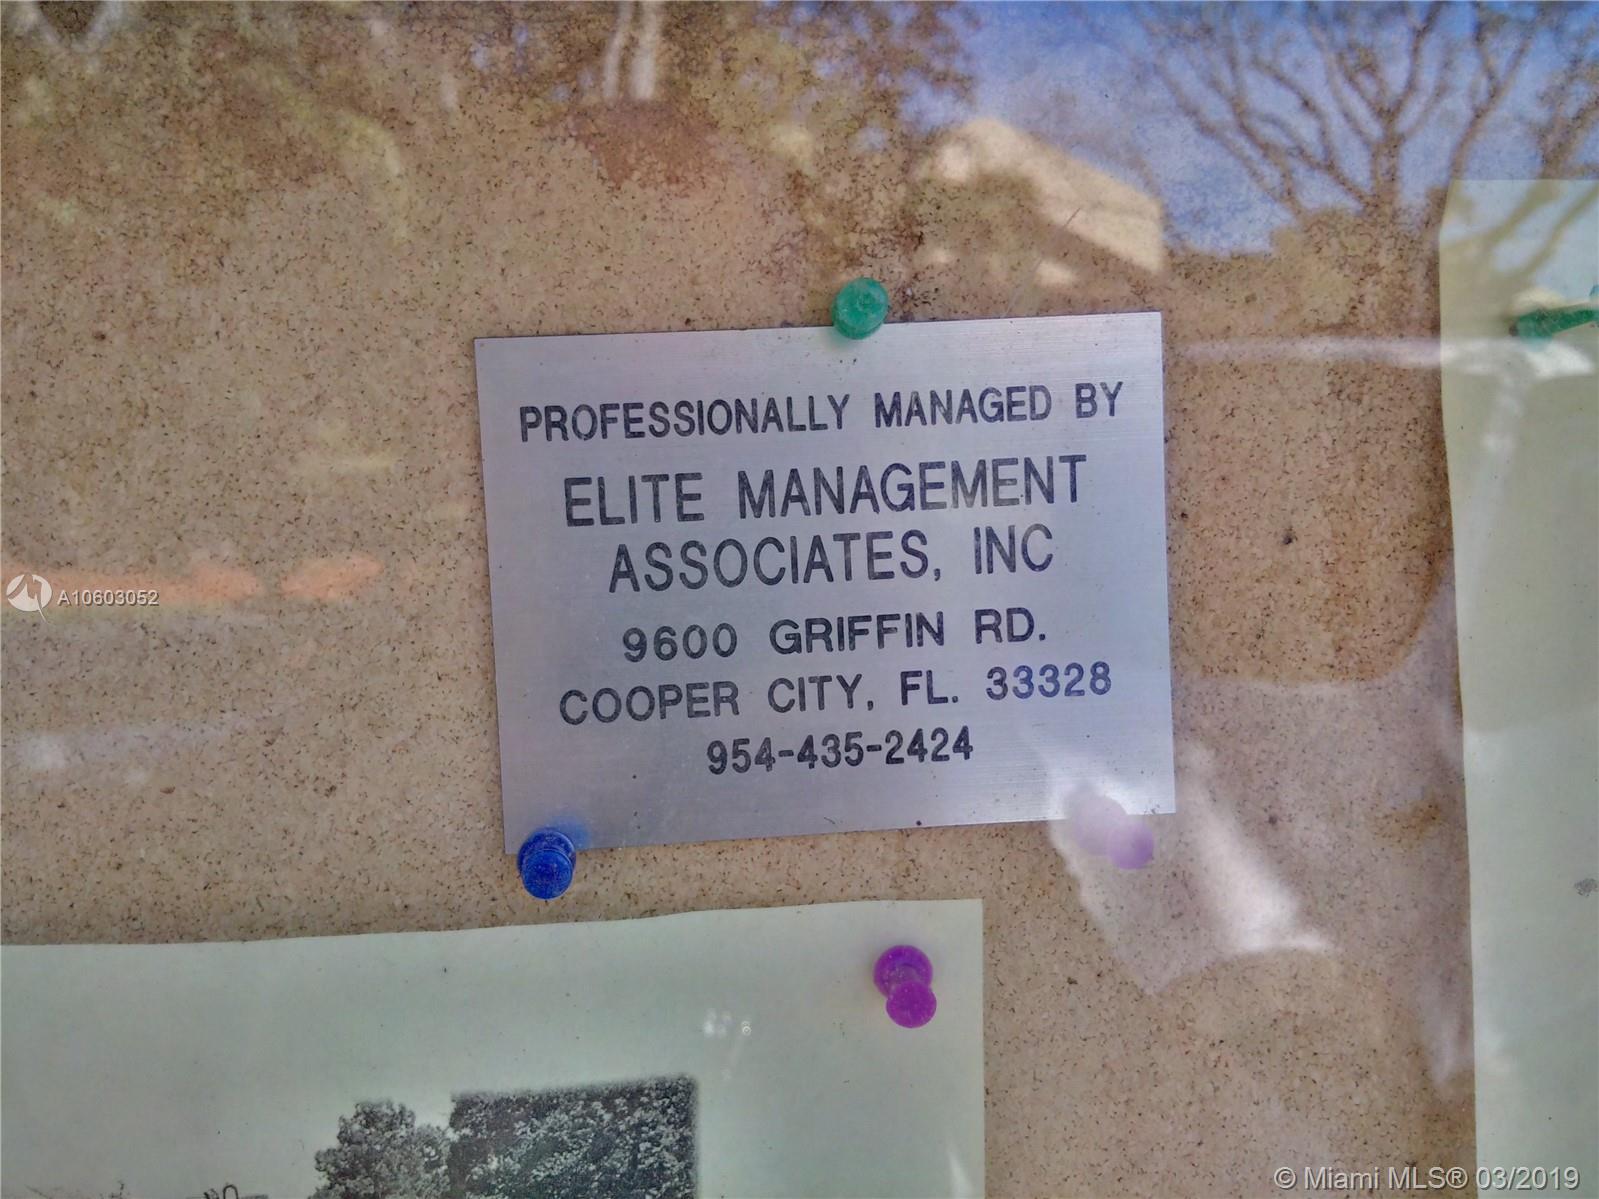 PROFESSIONALLY MANAGED BY
ELITE MANAGEMENT
ASSOCIATES, INC
9600 GRIFFIN RD.
COOPER CITY, FL. 33328
954-435-2424
A10603052
© Miami MLS® 03/2019